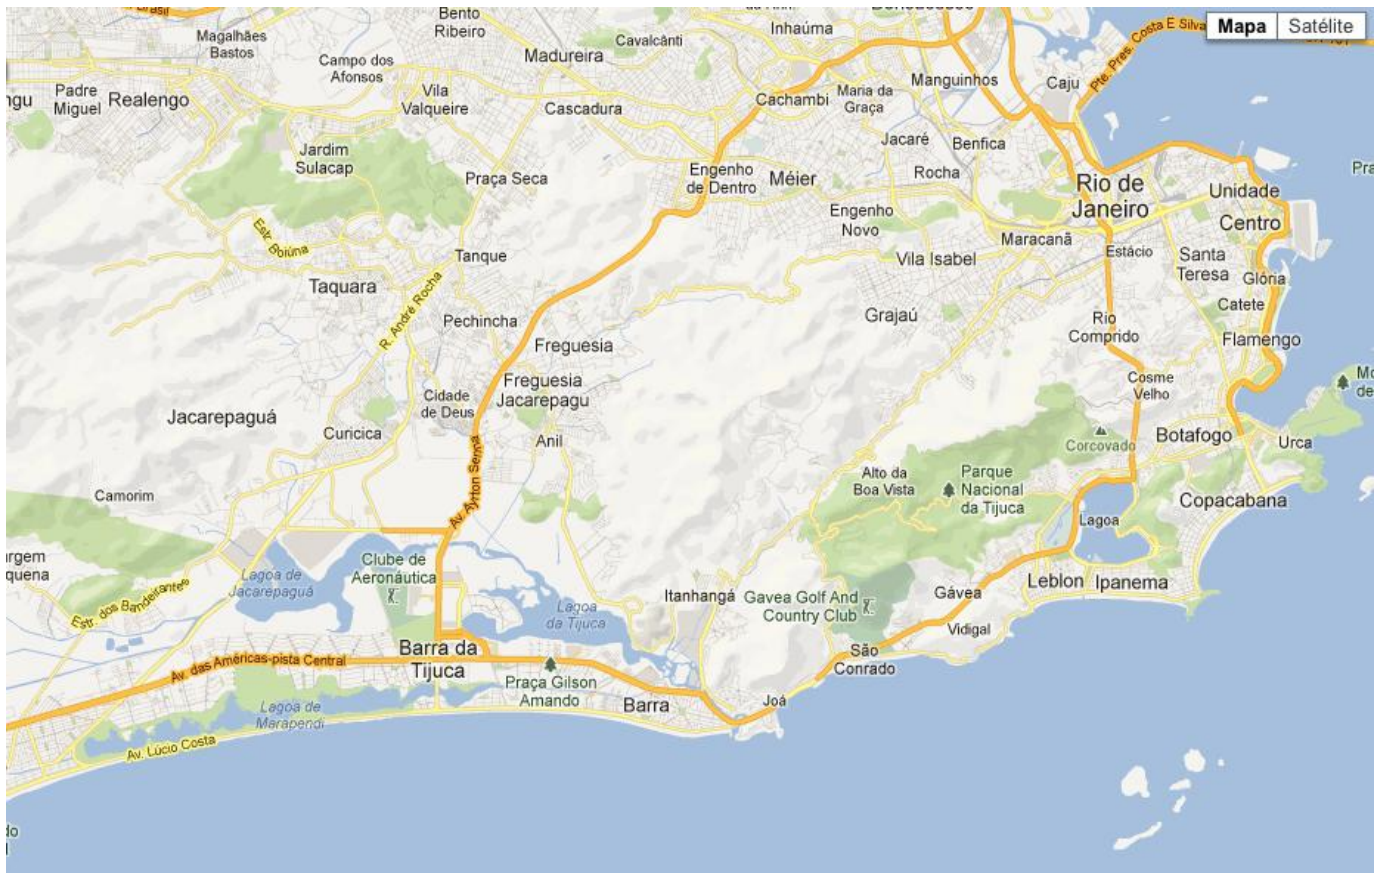 Brasil
Bento
Ribeiro
Inhaúma
Mapa
Satélite
Pte. Pres. Costa E Silva
Magalhães
Bastos
Cavalcânti
Madureira
Campo dos
Afonsos
Manguinhos
Caju
Padre
Miguel
Realengo
Vila
Valqueire
Cascadura
Cachambi
Maria da
Graça
Jacaré
Benfica
Jardim
Sulacap
Praça Seca
Engenho
de Dentro
Méier
Rocha
Rio de
Janeiro
Unidade
Centro
Engenho
Novo
Estr. Boiúna
Maracanã
Estácio
Tanque
Vila Isabel
Santa
Teresa
Glória
Taquara
R. André Rocha
Catete
Pechincha
Grajaú
Rio
Comprido
Freguesia
Flamengo
Freguesia
Jacarepagu
Cosme
Velho
Cidade
de Deus
Jacarepaguá
Curicica
Anil
Corcovado
Botafogo
Urca
Av. Ayrton Senna
Alto da
Boa Vista
Parque
Nacional
da Tijuca
Camorim
Copacabana
Lagoa
Clube de
Aeronáutica
Lagoa de
Jacarepaguá
Estr. dos Bandeirantes
Lagoa
da Tijuca
Itanhangá
Gavea Golf And
Country Club
Gávea
Leblon
Ipanema
Vidigal
Barra da
Tijuca
São
Conrado
Av. das Américas-pista Central
Praça Gilson
Amando
Barra
Joá
Lagoa de
Marapendi
Av. Lúcio Costa